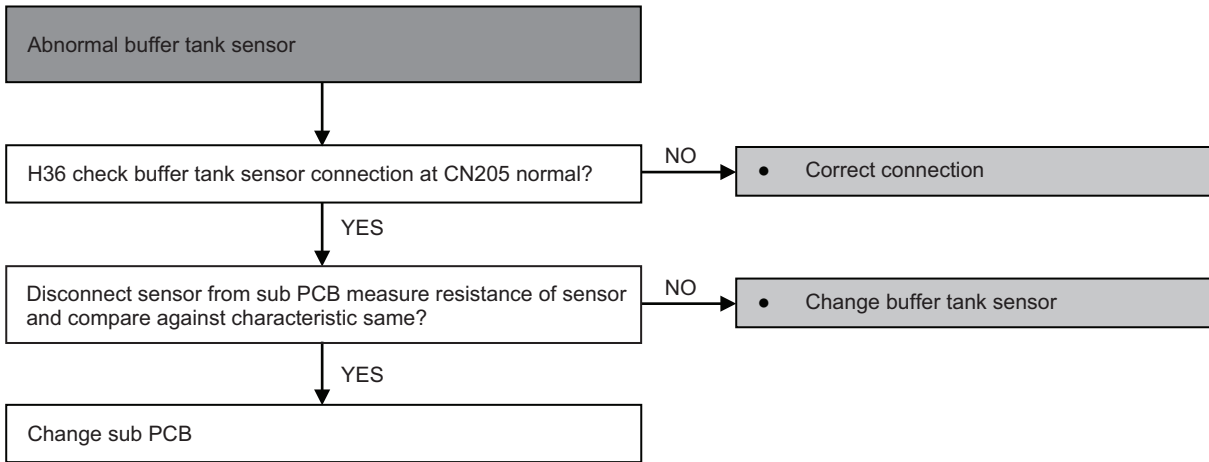 Abnormal buffer tank sensor
H36 check buffer tank sensor connection at CN205 normal?
NO
● Correct connection
YES
Disconnect sensor from sub PCB measure resistance of sensor
and compare against characteristic same?
NO
● Change buffer tank sensor
YES
Change sub PCB